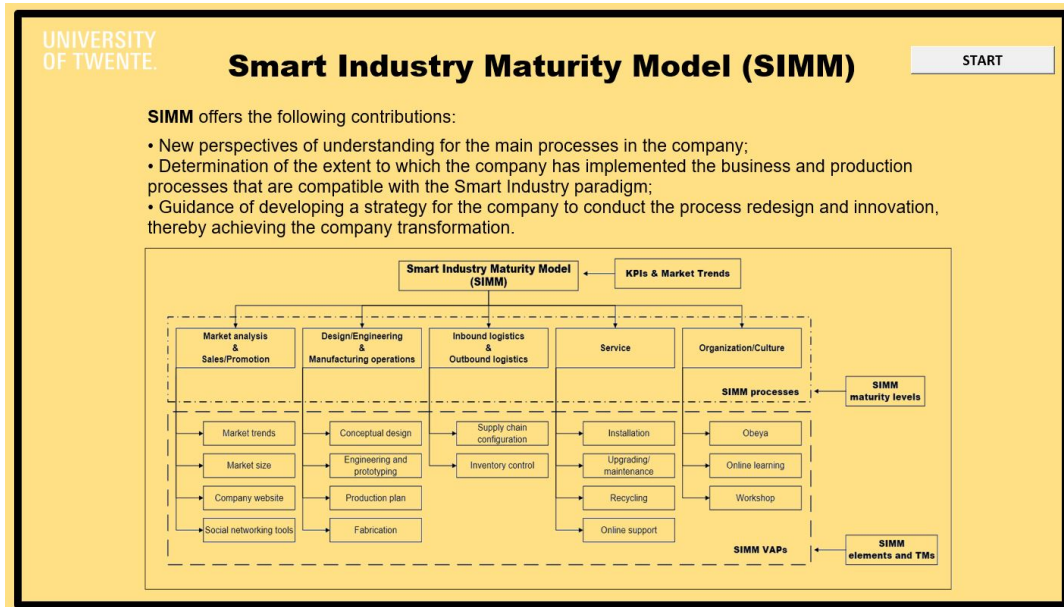 UNIVERSITY
OF TWENTE.
Smart Industry Maturity Model (SIMM)
START
SIMM offers the following contributions:
• New perspectives of understanding for the main processes in the company;
• Determination of the extent to which the company has implemented the business and production
processes that are compatible with the Smart Industry paradigm;
• Guidance of developing a strategy for the company to conduct the process redesign and innovation,
thereby achieving the company transformation.
Smart Industry Maturity Model
(SIMM)
KPIs & Market Trends
Market analysis
&
Sales/Promotion
Design/Engineering
&
Manufacturing operations
Inbound logistics
&
Outbound logistics
Service
Organization/Culture
SIMM processes
SIMM
maturity levels
Market trends
Market size
Company website
Social networking tools
Conceptual design
Engineering and
prototyping
Production plan
Fabrication
Supply chain
configuration
Inventory control
Installation
Upgrading/
maintenance
Recycling
Online support
Obeya
Online learning
Workshop
SIMM VAPs
SIMM
elements and TMs